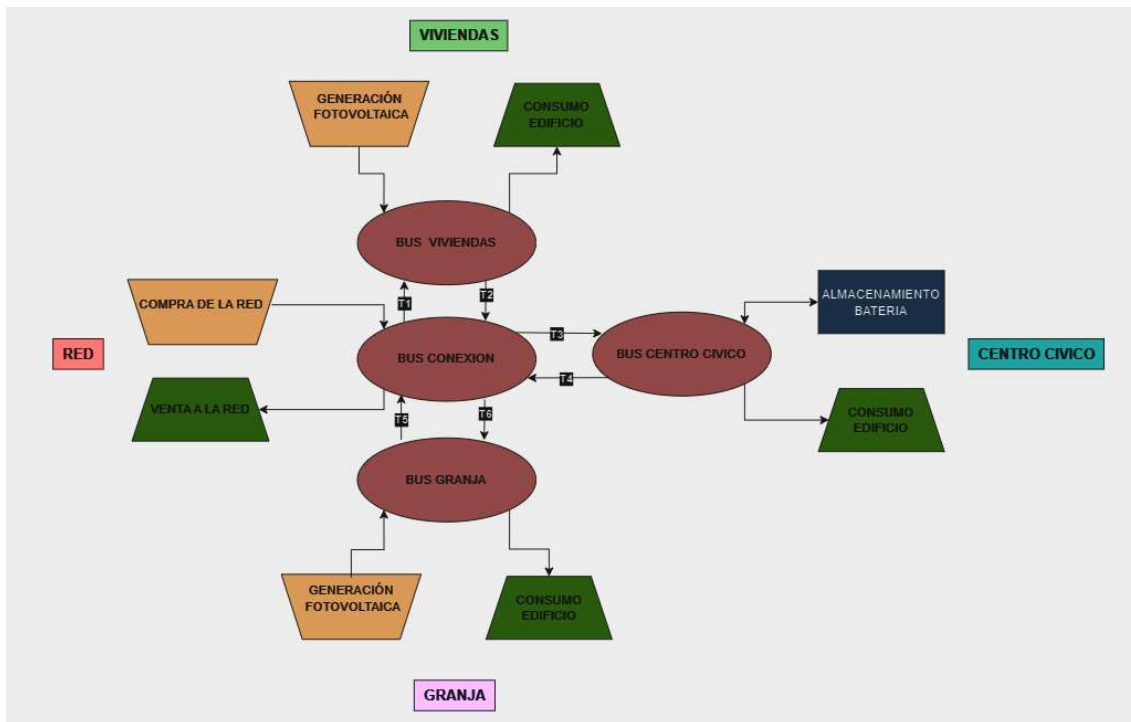 VIVIENDAS
GENERACIÓN
FOTOVOLTAICA
CONSUMO
EDIFICIO
BUS VIVIENDAS
T1
T2
COMPRA DE LA RED
ALMACENAMIENTO
BATERIA
T3
RED
BUS CONEXION
BUS CENTRO CIVICO
CENTRO CIVICO
T4
VENTA A LA RED
T5
T6
CONSUMO
EDIFICIO
BUS GRANJA
GENERACIÓN
FOTOVOLTAICA
CONSUMO
EDIFICIO
GRANJA